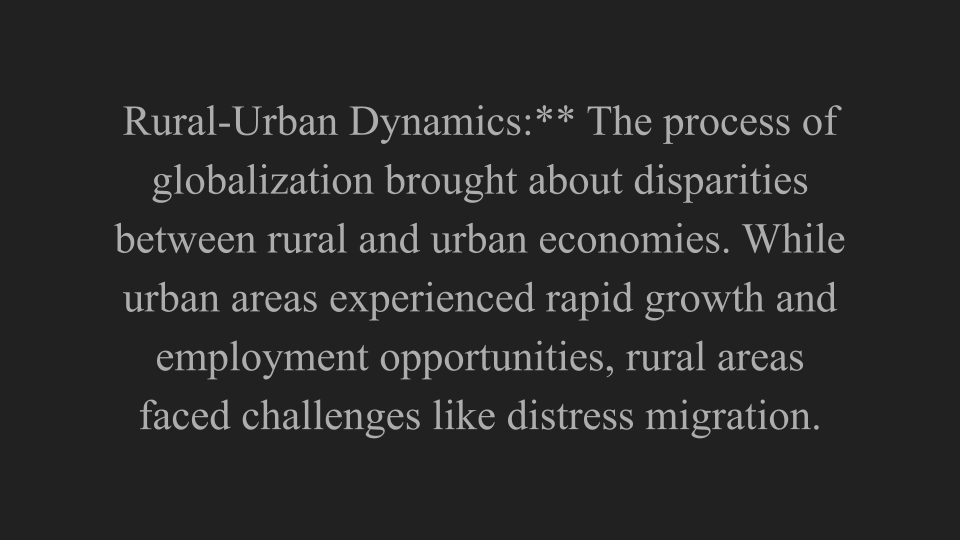 Rural-Urban Dynamics:** The process of
globalization brought about disparities
between rural and urban economies. While
urban areas experienced rapid growth and
employment opportunities, rural areas
faced challenges like distress migration.